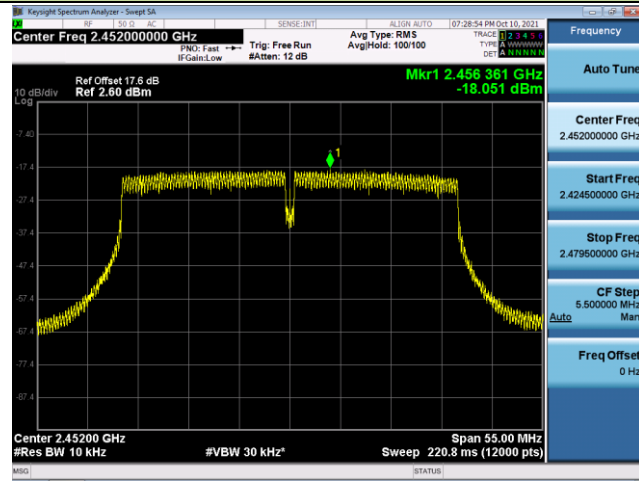 Keysight Spectrum Analyzer - Swept SA
RF 50 Ω AC SENSE:INT ALIGN AUTO 07:28:54 PM Oct 10, 2021
Center Freq 2.452000000 GHz
PNO: Fast
IFGain:Low
Trig: Free Run
#Atten: 12 dB
Avg Type: RMS
Avg|Hold: 100/100
TRACE 1 2 3 4 5 6
TYPE A WWWWW
DET A NNNNN
Ref Offset 17.6 dB
Ref 2.60 dBm
10 dB/div
Log
Mkr1 2.456 361 GHz
-18.051 dBm
-7.40
-17.4
-27.4
-37.4
-47.4
-57.4
-67.4
-77.4
-87.4
1
Center 2.45200 GHz
#Res BW 10 kHz
#VBW 30 kHz*
Span 55.00 MHz
Sweep 220.8 ms (12000 pts)
MSG
STATUS
Frequency
Auto Tune
Center Freq
2.452000000 GHz
Start Freq
2.424500000 GHz
Stop Freq
2.479500000 GHz
CF Step
5.500000 MHz
Auto Man
Freq Offset
0 Hz